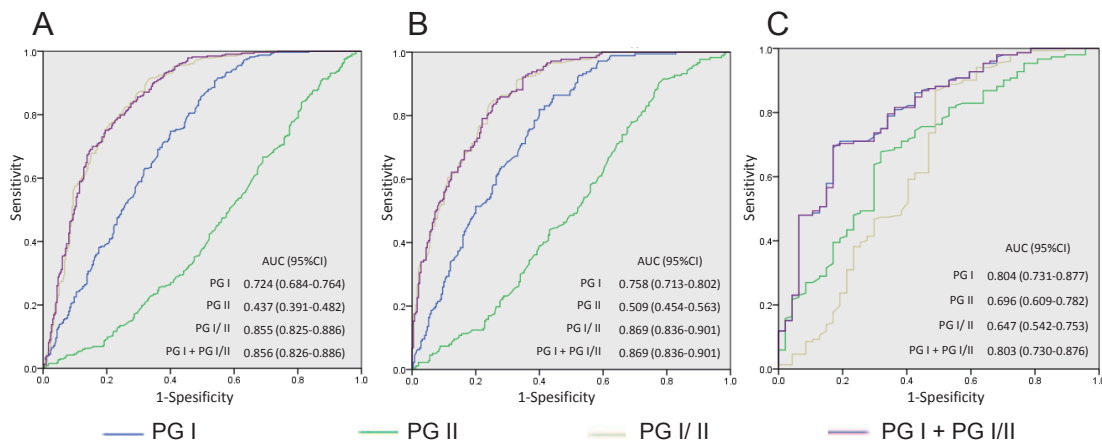 A
B
C
1.0
0.8
0.6
0.4
0.2
0.0
Sensitivity
AUC (95%CI)
PG I 0.724 (0.684-0.764)
PG II 0.437 (0.391-0.482)
PG I/ II 0.855 (0.825-0.886)
PG I + PG I/II 0.856 (0.826-0.886)
0.0 0.2 0.4 0.6 0.8 1.0
1-Spesificity
1.0
0.8
0.6
0.4
0.2
0.0
Sensitivity
AUC (95%CI)
PG I 0.758 (0.713-0.802)
PG II 0.509 (0.454-0.563)
PG I/ II 0.869 (0.836-0.901)
PG I + PG I/II 0.869 (0.836-0.901)
0.0 0.2 0.4 0.6 0.8 1.0
1-Spesificity
1.0
0.8
0.6
0.4
0.2
0.0
Sensitivity
AUC (95%CI)
PG I 0.804 (0.731-0.877)
PG II 0.696 (0.609-0.782)
PG I/ II 0.647 (0.542-0.753)
PG I + PG I/II 0.803 (0.730-0.876)
0.0 0.2 0.4 0.6 0.8 1.0
1-Spesificity
PG I PG II PG I/ II PG I + PG I/II